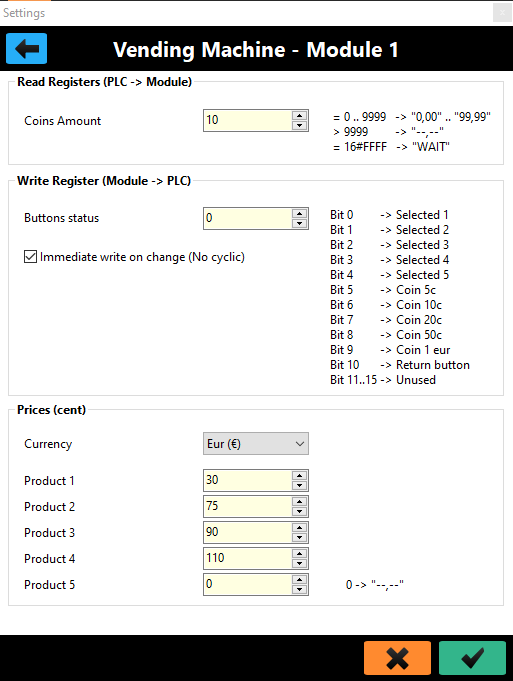 Settings
Vending Machine - Module 1
Read Registers (PLC -> Module)
Coins Amount 10 = 0 .. 9999 -> "0,00" .. "99,99"
> 9999 -> "--,--"
= 16#FFFF -> "WAIT"
Write Register (Module -> PLC)
Buttons status 0 Bit 0 -> Selected 1
Bit 1 -> Selected 2
Bit 2 -> Selected 3
Immediate write on change (No cyclic) Bit 3 -> Selected 4
Bit 4 -> Selected 5
Bit 5 -> Coin 5c
Bit 6 -> Coin 10c
Bit 7 -> Coin 20c
Bit 8 -> Coin 50c
Bit 9 -> Coin 1 eur
Bit 10 -> Return button
Bit 11..15 -> Unused
Prices (cent)
Currency Eur (€)
Product 1 30
Product 2 75
Product 3 90
Product 4 110
Product 5 0 0 -> "--,--"